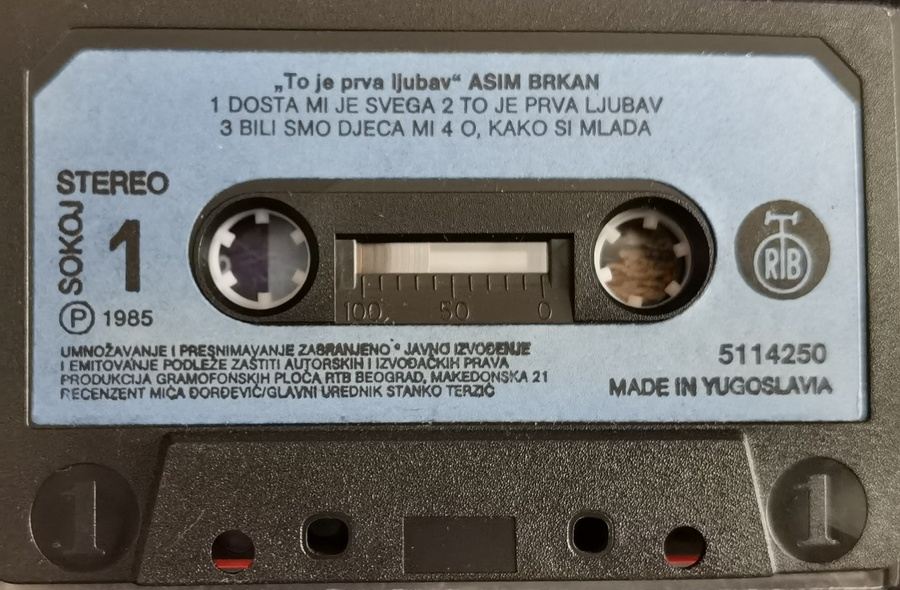 „To je prva ljubav“ ASIM BRKAN
1 DOSTA MI JE SVEGA 2 TO JE PRVA LJUBAV
3 BILI SMO DJECA MI 4 O, KAKO SI MLADA
STEREO
SOKOJ
1
RTB
100 50 0
Ⓟ 1985
UMNOŽAVANJE I PRESNIMAVANJE ZABRANJENO * JAVNO IZVOĐENJE
I EMITOVANJE PODLEŽE ZAŠTITI AUTORSKIH I IZVOĐAČKIH PRAVA
PRODUKCIJA GRAMOFONSKIH PLOČA RTB BEOGRAD, MAKEDONSKA 21
RECENZENT MIĆA ĐORĐEVIĆ/GLAVNI UREDNIK STANKO TERZIĆ
5114250
MADE IN YUGOSLAVIA
1 1